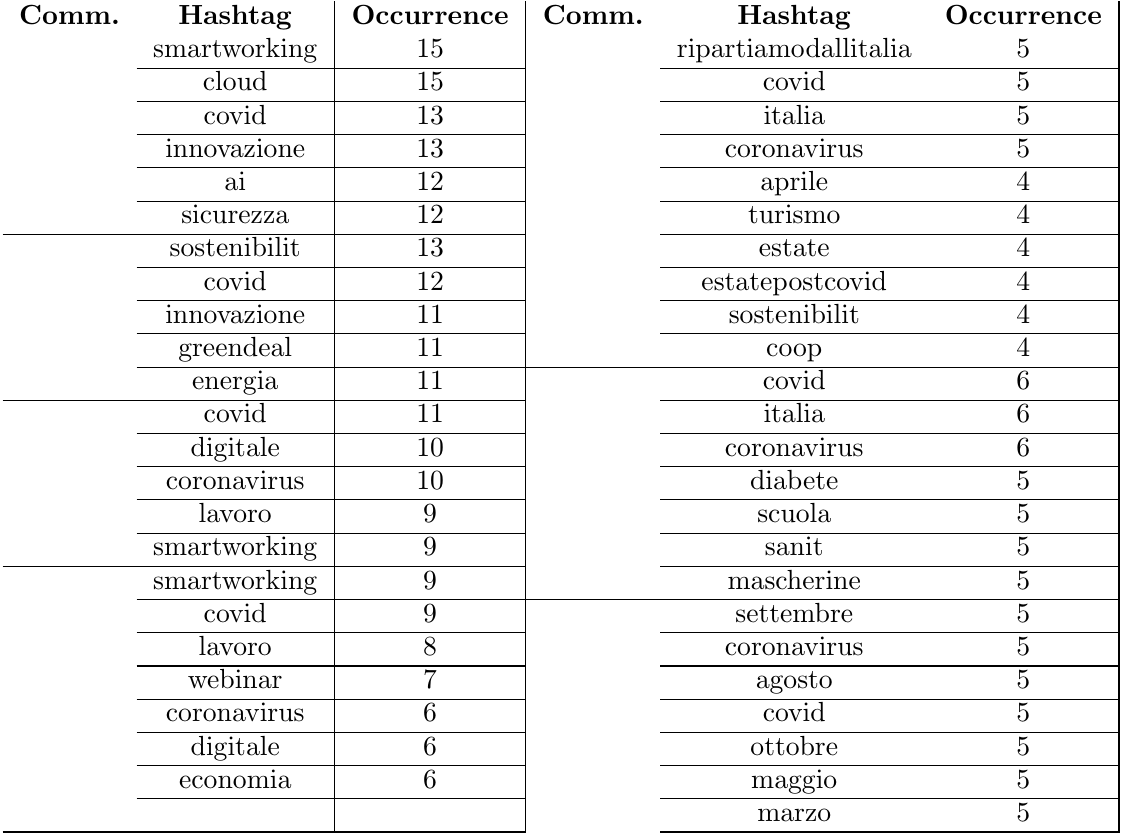 Comm. Hashtag Occurrence Comm. Hashtag Occurrence
smartworking 15 ripartiamodallitalia 5
cloud 15 covid 5
covid 13 italia 5
innovazione 13 coronavirus 5
ai 12 aprile 4
sicurezza 12 turismo 4
sostenibilit 13 estate 4
covid 12 estatepostcovid 4
innovazione 11 sostenibilit 4
greendeal 11 coop 4
energia 11 covid 6
covid 11 italia 6
digitale 10 coronavirus 6
coronavirus 10 diabete 5
lavoro 9 scuola 5
smartworking 9 sanit 5
smartworking 9 mascherine 5
covid 9 settembre 5
lavoro 8 coronavirus 5
webinar 7 agosto 5
coronavirus 6 covid 5
digitale 6 ottobre 5
economia 6 maggio 5
marzo 5